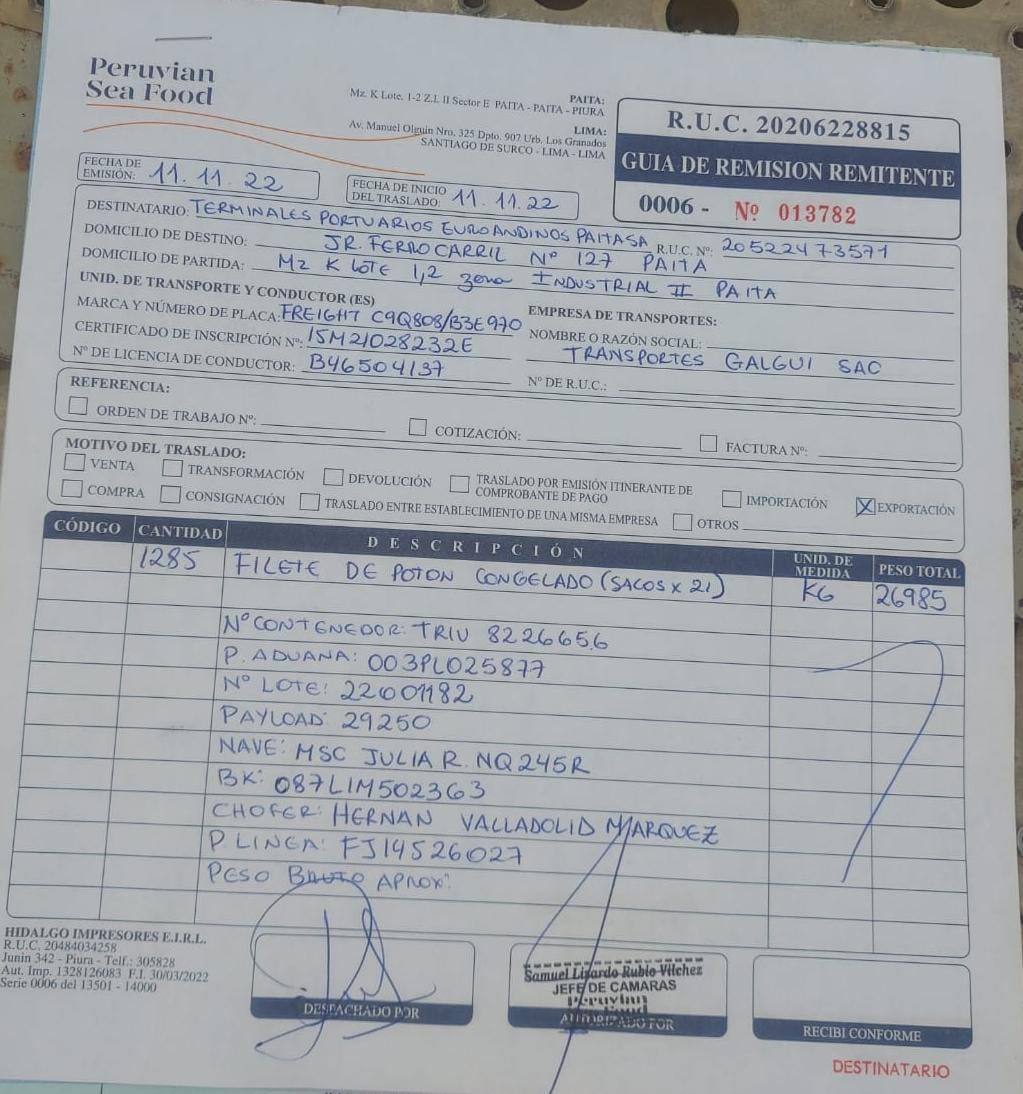 Peruvian
Sea Food
PAITA:
Mz. K Lote. 1-2 Z.I. II Sector E PAITA - PAITA - PIURA
LIMA:
Av. Manuel Olguin Nro. 325 Dpto. 907 Urb. Los Granados
SANTIAGO DE SURCO - LIMA - LIMA
R.U.C. 20206228815
GUIA DE REMISION REMITENTE
0006 - Nº 013782
FECHA DE EMISIÓN: 11.11.22
FECHA DE INICIO DEL TRASLADO: 11.11.22
DESTINATARIO: TERMINALES PORTUARIOS EUROANDINOS PAITASA R.U.C. Nº: 20522473571
DOMICILIO DE DESTINO: JR. FERROCARRIL Nº 127 PAITA
DOMICILIO DE PARTIDA: Mz K LOTE 1,2 zona INDUSTRIAL II PAITA
UNID. DE TRANSPORTE Y CONDUCTOR (ES)
MARCA Y NÚMERO DE PLACA: FREIGHT C9Q808/B3E970
CERTIFICADO DE INSCRIPCIÓN Nº: 15M21028232E
Nº DE LICENCIA DE CONDUCTOR: B46504137
EMPRESA DE TRANSPORTES:
NOMBRE O RAZÓN SOCIAL:
TRANSPORTES GALGUI SAC
Nº DE R.U.C.:
REFERENCIA:
ORDEN DE TRABAJO Nº: COTIZACIÓN: FACTURA Nº:
MOTIVO DEL TRASLADO:
VENTA TRANSFORMACIÓN DEVOLUCIÓN TRASLADO POR EMISIÓN ITINERANTE DE COMPROBANTE DE PAGO IMPORTACIÓN X EXPORTACIÓN
COMPRA CONSIGNACIÓN TRASLADO ENTRE ESTABLECIMIENTO DE UNA MISMA EMPRESA OTROS
CÓDIGO CANTIDAD DESCRIPCIÓN UNID. DE MEDIDA PESO TOTAL
1285 FILETE DE POTON CONGELADO (SACOS x 21) KG 26985
Nº CONTENEDOR: TRIU 8226656
P. ADUANA: 003PL025877
Nº LOTE: 22001182
PAYLOAD: 29250
NAVE: MSC JULIA R. NQ245R
BK: 087LIM502363
CHOFER: HERNAN VALLADOLID MARQUEZ
P. LINEA: FJ14526027
PESO BRUTO APROX:
HIDALGO IMPRESORES E.I.R.L.
R.U.C. 20484034258
Junin 342 - Piura - Telf.: 305828
Aut. Imp. 1328126083 F.I. 30/03/2022
Serie 0006 del 13501 - 14000
DESPACHADO POR
Samuel Lizardo Rubio Vilchez
JEFE DE CAMARAS
Peruvian
Food
AUTORIZADO POR
RECIBI CONFORME
DESTINATARIO